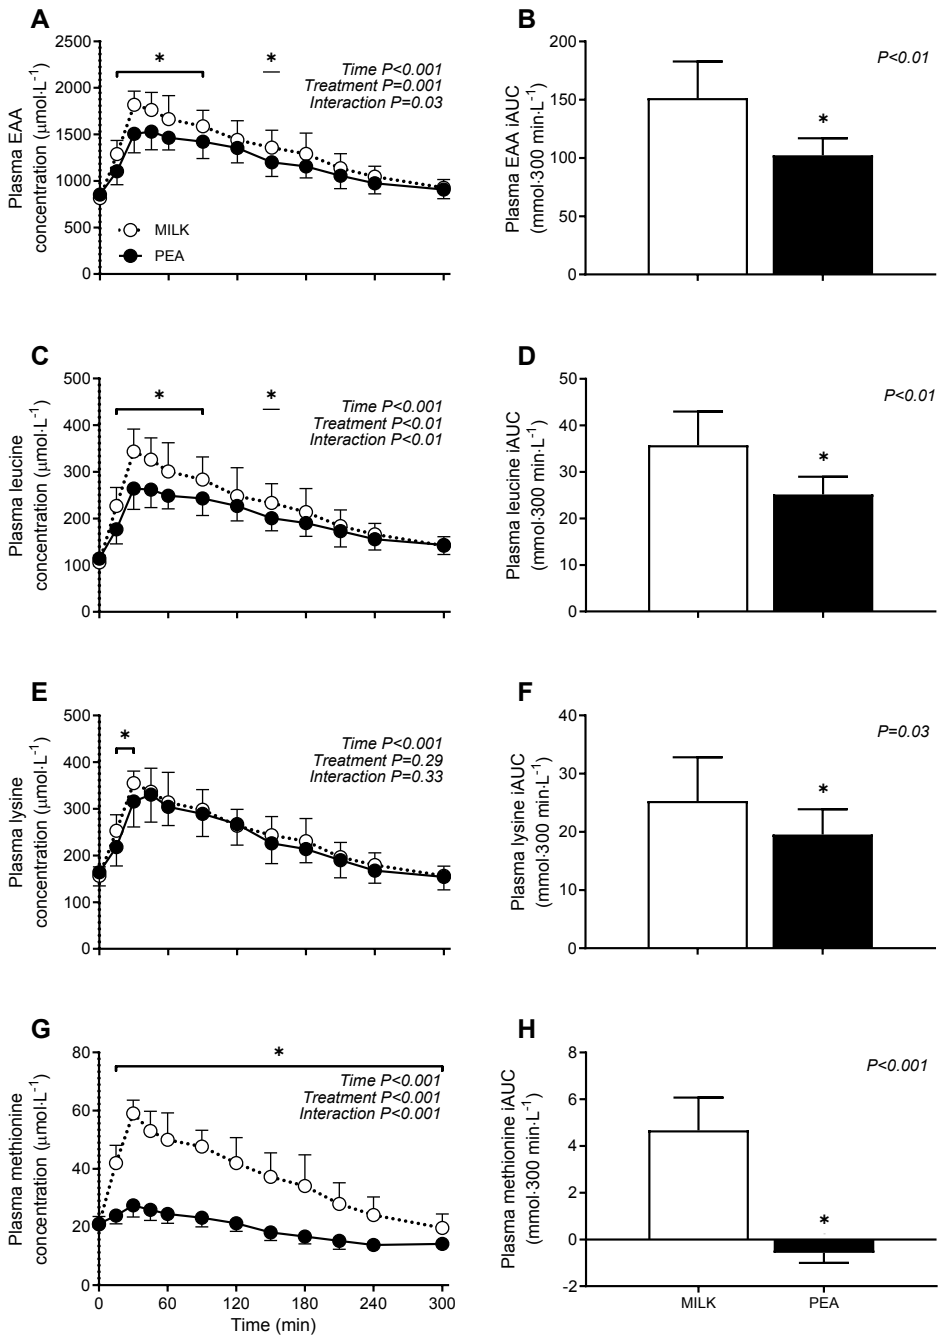 A
Plasma EAA
concentration (μmol·L⁻¹)
2500
2000
1500
1000
500
0
*
*
Time P<0.001
Treatment P=0.001
Interaction P=0.03
MILK
PEA
B
Plasma EAA iAUC
(mmol·300 min·L⁻¹)
200
150
100
50
0
P<0.01
*
C
Plasma leucine
concentration (μmol·L⁻¹)
500
400
300
200
100
0
*
*
Time P<0.001
Treatment P<0.01
Interaction P<0.01
D
Plasma leucine iAUC
(mmol·300 min·L⁻¹)
50
40
30
20
10
0
P<0.01
*
E
Plasma lysine
concentration (μmol·L⁻¹)
500
400
300
200
100
0
*
Time P<0.001
Treatment P=0.29
Interaction P=0.33
F
Plasma lysine iAUC
(mmol·300 min·L⁻¹)
40
30
20
10
0
P=0.03
*
G
Plasma methionine
concentration (μmol·L⁻¹)
80
60
40
20
0
*
Time P<0.001
Treatment P<0.001
Interaction P<0.001
0 60 120 180 240 300
Time (min)
H
Plasma methionine iAUC
(mmol·300 min·L⁻¹)
8
6
4
2
0
-2
P<0.001
*
MILK PEA